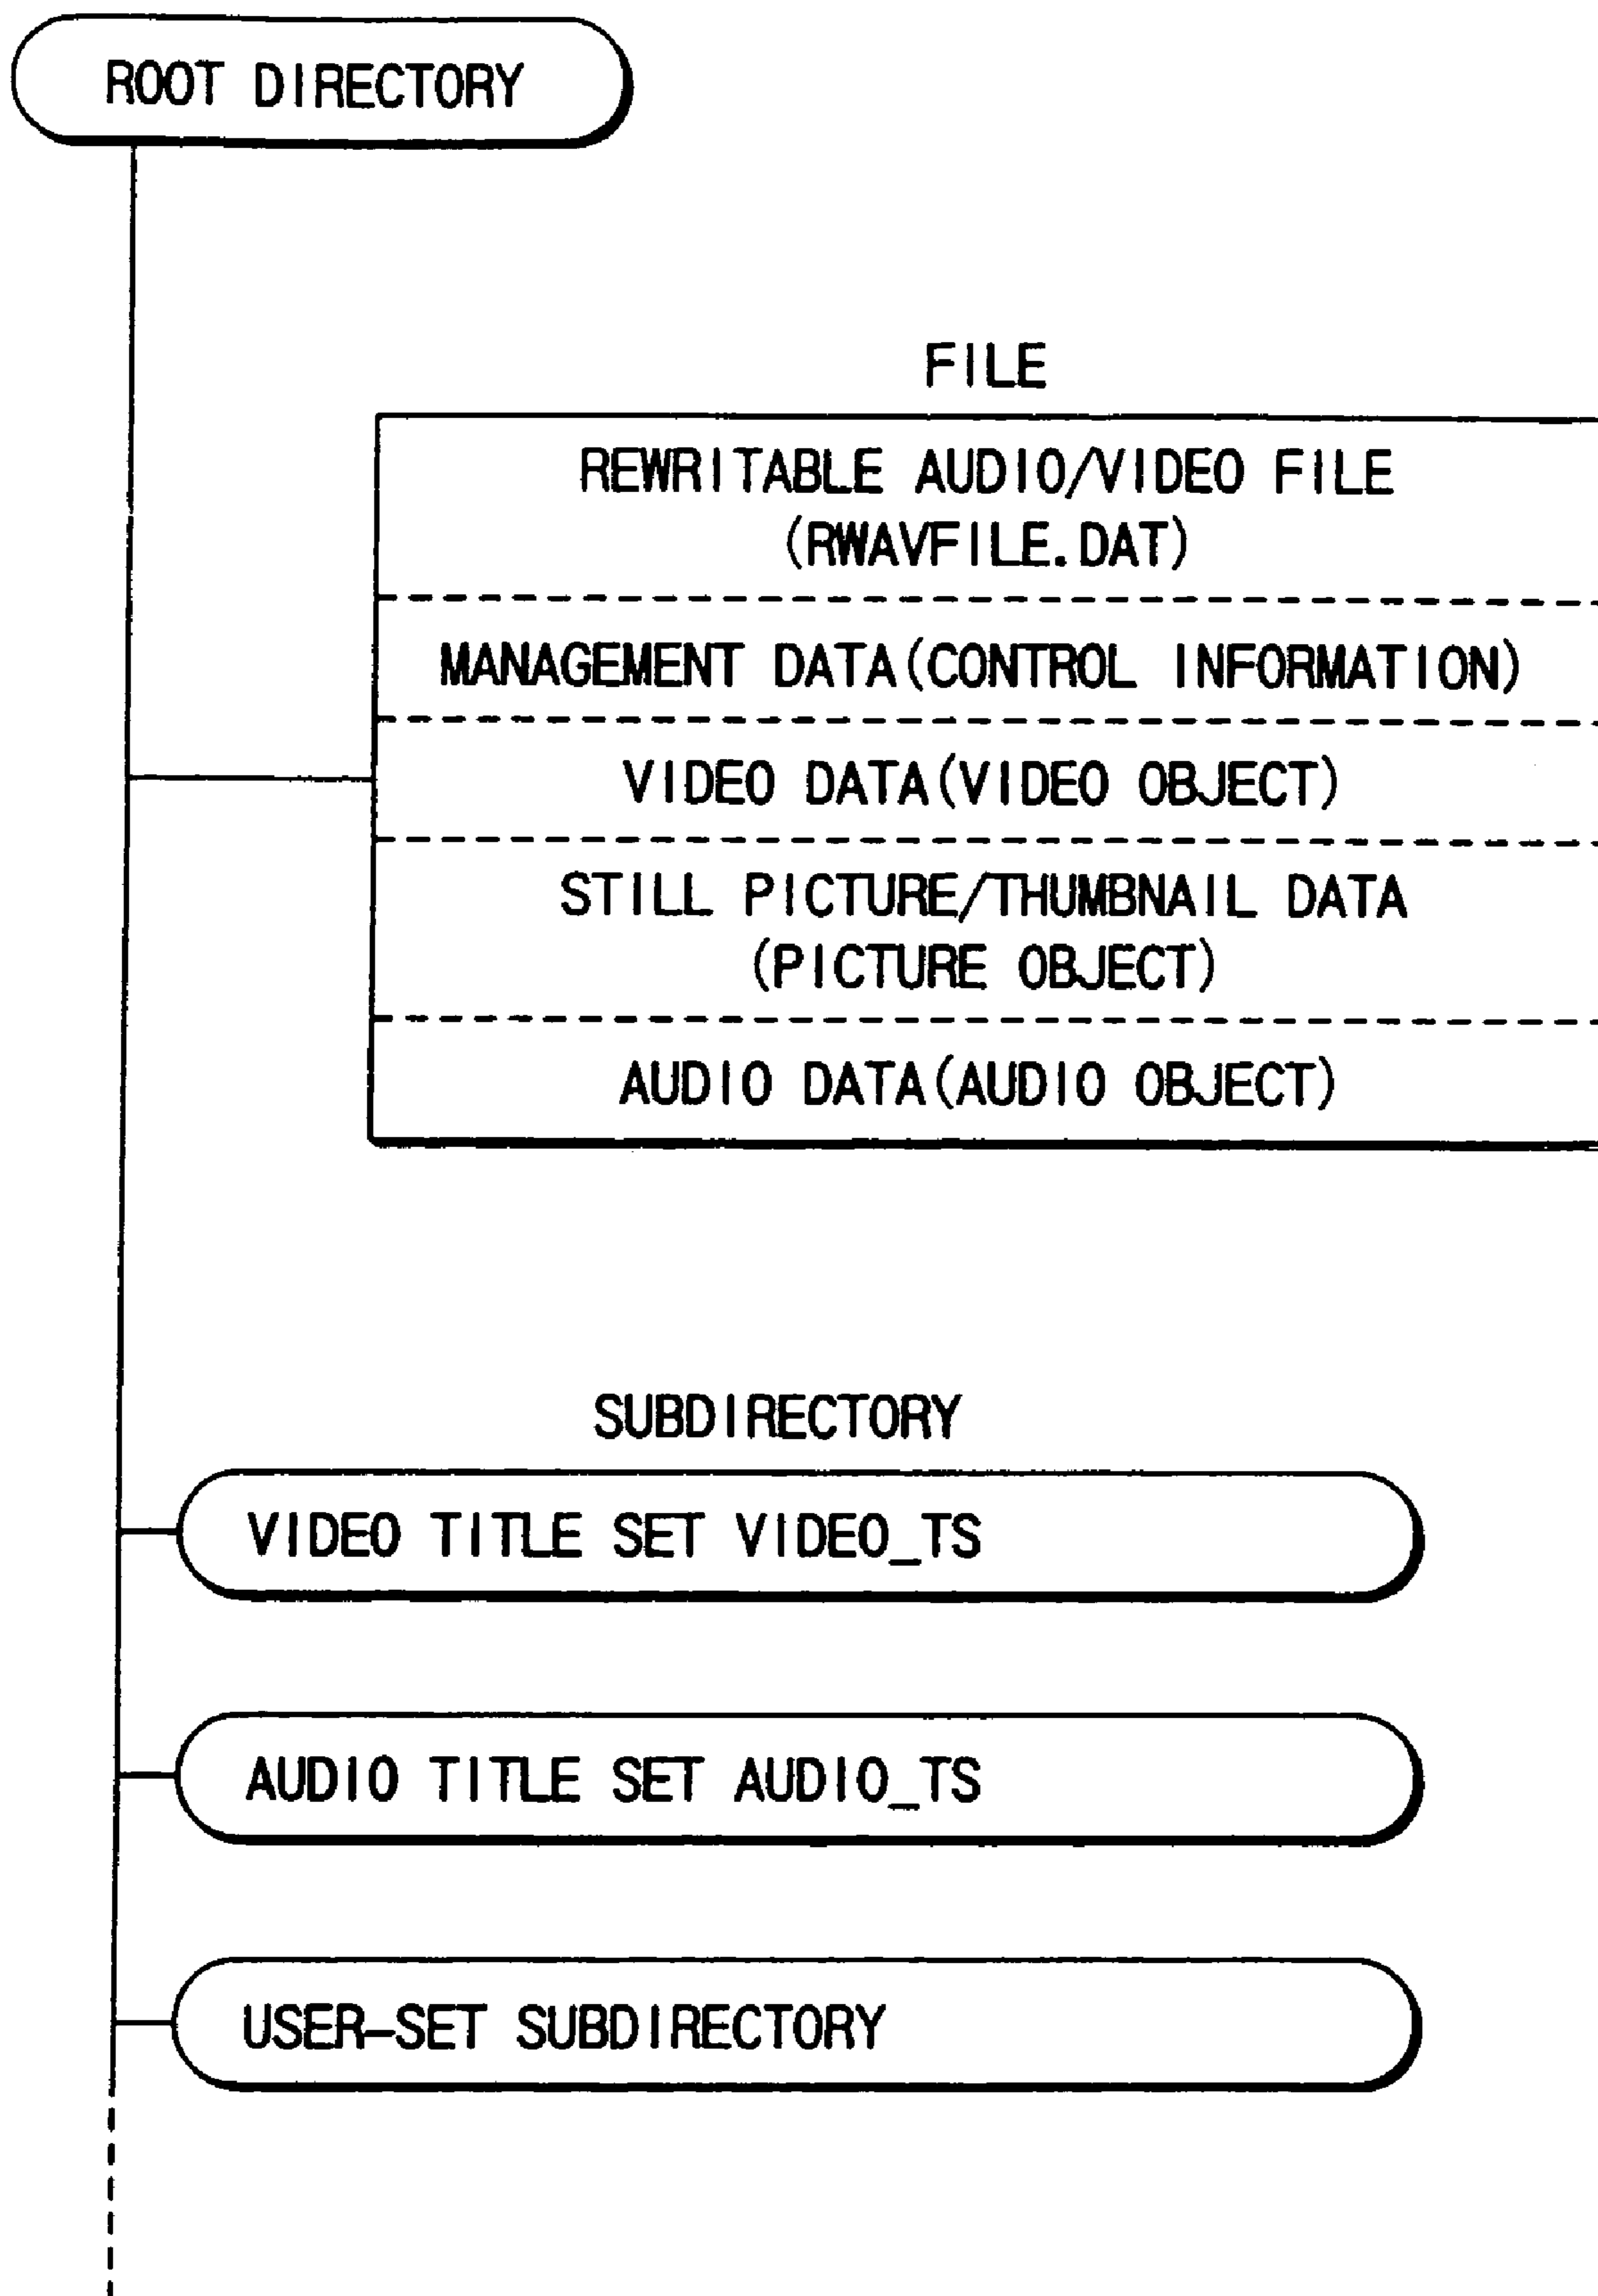 ROOT DIRECTORY
FILE
REWRITABLE AUDIO/VIDEO FILE
(RWAVFILE.DAT)
MANAGEMENT DATA(CONTROL INFORMATION)
VIDEO DATA(VIDEO OBJECT)
STILL PICTURE/THUMBNAIL DATA
(PICTURE OBJECT)
AUDIO DATA(AUDIO OBJECT)
SUBDIRECTORY
VIDEO TITLE SET VIDEO_TS
AUDIO TITLE SET AUDIO_TS
USER-SET SUBDIRECTORY